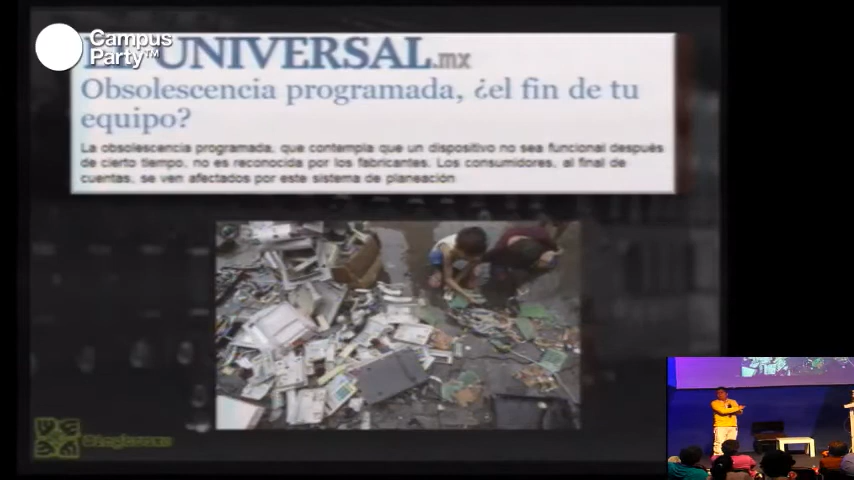 Campus
Party™
UNIVERSAL.mx
Obsolescencia programada, ¿el fin de tu
equipo?
La obsolescencia programada, que contempla que un dispositivo no sea funcional después
de cierto tiempo, no es reconocida por los fabricantes. Los consumidores, al final de
cuentas, se ven afectados por este sistema de planeación